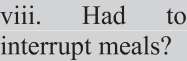 viii. Had to
interrupt meals?